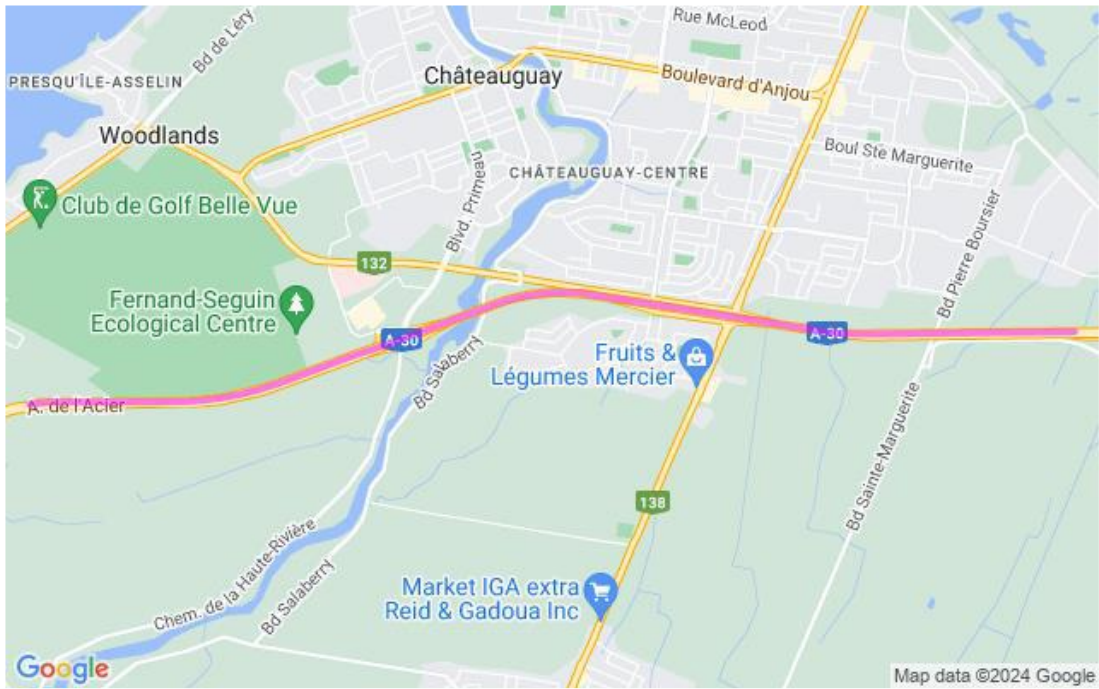 Rue McLeod
Bd de Léry
PRESQU'ÎLE-ASSELIN
Châteauguay
Boulevard d'Anjou
Woodlands
Boul Ste Marguerite
CHÂTEAUGUAY-CENTRE
Blvd. Primeau
Club de Golf Belle Vue
Bd Pierre Boursier
132
Fernand-Seguin
Ecological Centre
A-30
A-30
Fruits &
Légumes Mercier
Bd Salaberry
A. de l'Acier
Bd Sainte-Marguerite
138
Chem. de la Haute-Rivière
Bd Salaberry
Market IGA extra
Reid & Gadoua Inc
Google
Map data ©2024 Google